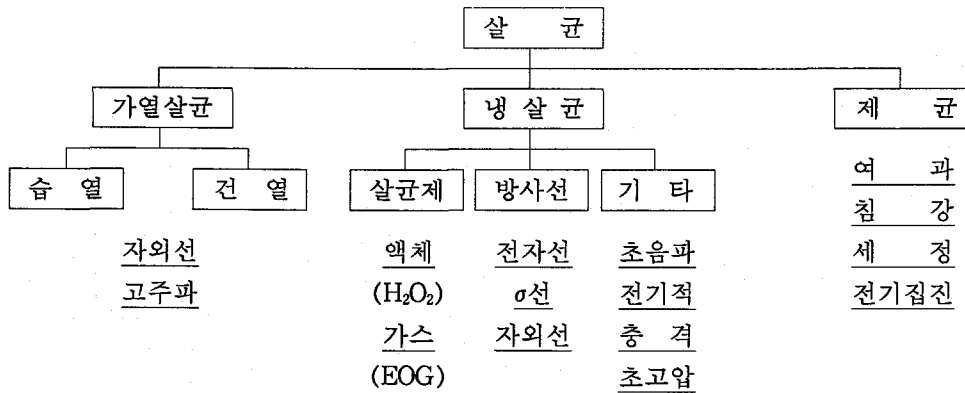 살 균
가열살균 냉 살 균 제 균
습 열 건 열 살균제 방사선 기 타 여 과
침 강
자외선 액체 전자선 초음파 세 정
고주파 (H₂O₂) σ선 전기적 전기집진
가스 자외선 충 격
(EOG) 초고압